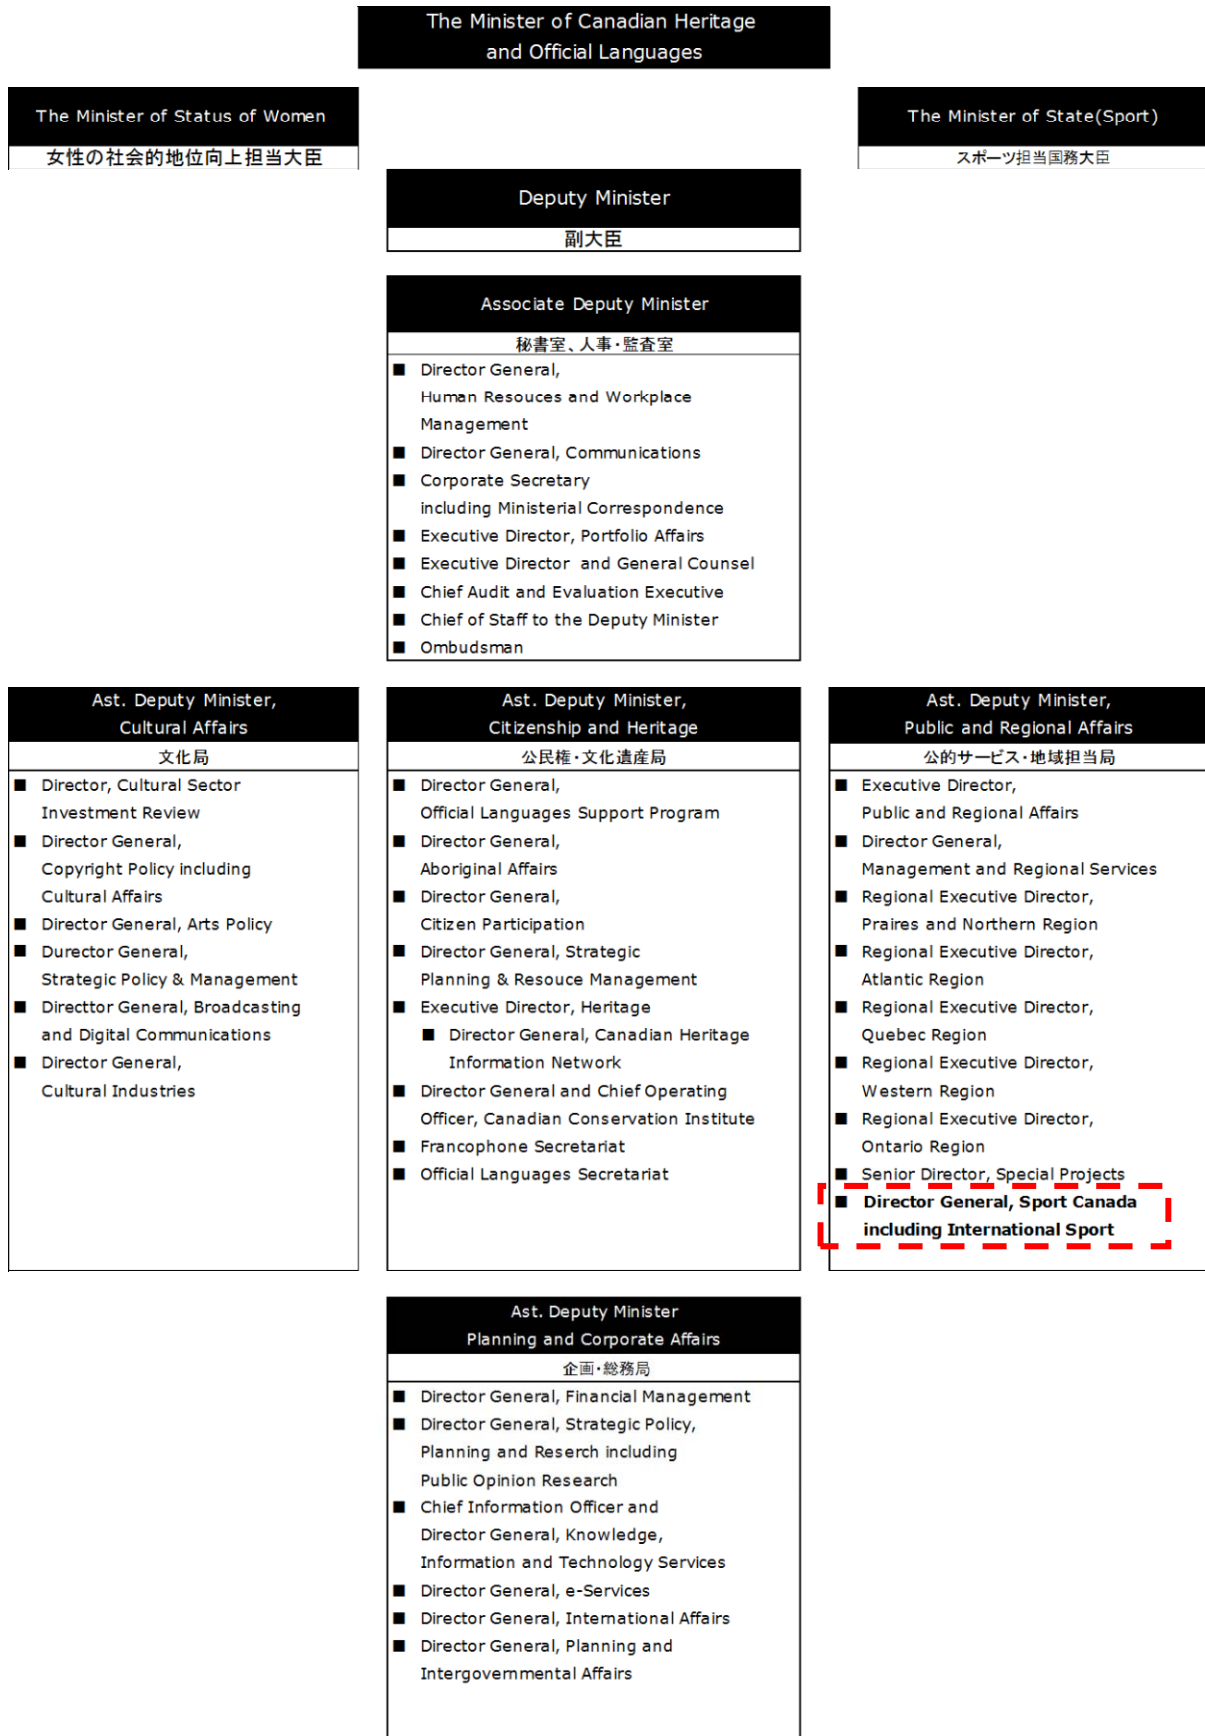 The Minister of Canadian Heritage
and Official Languages
The Minister of Status of Women
女性の社会的地位向上担当大臣
The Minister of State(Sport)
スポーツ担当国務大臣
Deputy Minister
副大臣
Associate Deputy Minister
秘書室、人事・監査室
■ Director General,
Human Resouces and Workplace
Management
■ Director General, Communications
■ Corporate Secretary
including Ministerial Correspondence
■ Executive Director, Portfolio Affairs
■ Executive Director and General Counsel
■ Chief Audit and Evaluation Executive
■ Chief of Staff to the Deputy Minister
■ Ombudsman
Ast. Deputy Minister,
Cultural Affairs
文化局
■ Director, Cultural Sector
Investment Review
■ Director General,
Copyright Policy including
Cultural Affairs
■ Director General, Arts Policy
■ Durector General,
Strategic Policy & Management
■ Directtor General, Broadcasting
and Digital Communications
■ Director General,
Cultural Industries
Ast. Deputy Minister,
Citizenship and Heritage
公民権・文化遺産局
■ Director General,
Official Languages Support Program
■ Director General,
Aboriginal Affairs
■ Director General,
Citizen Participation
■ Director General, Strategic
Planning & Resouce Management
■ Executive Director, Heritage
■ Director General, Canadian Heritage
Information Network
■ Director General and Chief Operating
Officer, Canadian Conservation Institute
■ Francophone Secretariat
■ Official Languages Secretariat
Ast. Deputy Minister,
Public and Regional Affairs
公的サービス・地域担当局
■ Executive Director,
Public and Regional Affairs
■ Director General,
Management and Regional Services
■ Regional Executive Director,
Praires and Northern Region
■ Regional Executive Director,
Atlantic Region
■ Regional Executive Director,
Quebec Region
■ Regional Executive Director,
Western Region
■ Regional Executive Director,
Ontario Region
■ Senior Director, Special Projects
■ Director General, Sport Canada
including International Sport
Ast. Deputy Minister
Planning and Corporate Affairs
企画・総務局
■ Director General, Financial Management
■ Director General, Strategic Policy,
Planning and Reserch including
Public Opinion Research
■ Chief Information Officer and
Director General, Knowledge,
Information and Technology Services
■ Director General, e-Services
■ Director General, International Affairs
■ Director General, Planning and
Intergovernmental Affairs